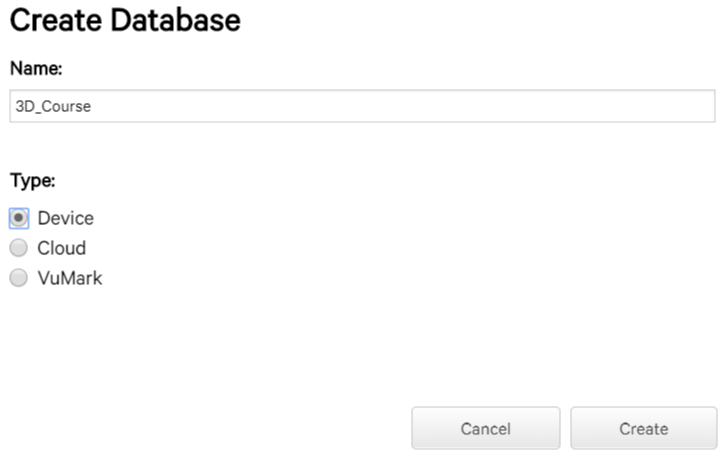 Create Database
Name:
3D_Course
Type:
Device
Cloud
VuMark
Cancel Create